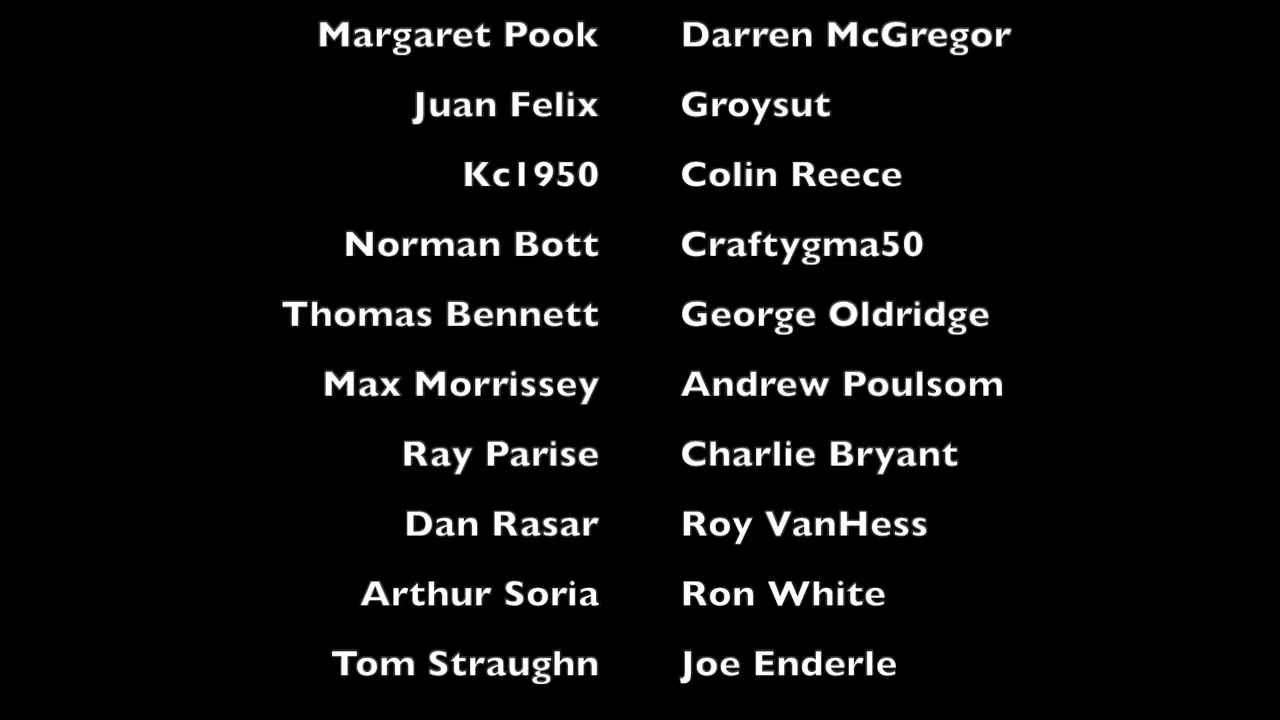 Margaret Pook Darren McGregor
Juan Felix Groysut
Kc1950 Colin Reece
Norman Bott Craftygma50
Thomas Bennett George Oldridge
Max Morrissey Andrew Poulsom
Ray Parise Charlie Bryant
Dan Rasar Roy VanHess
Arthur Soria Ron White
Tom Straughn Joe Enderle